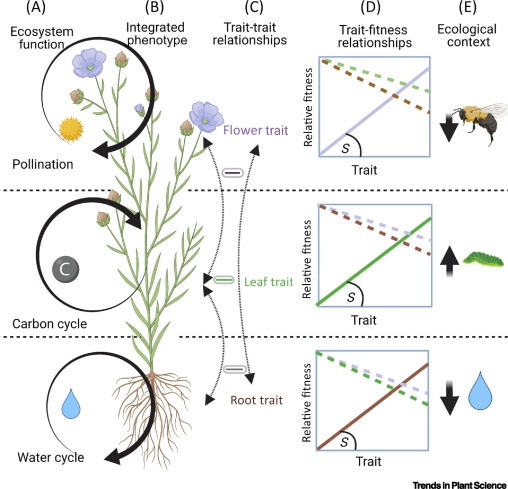 (A)
(B)
(C)
(D)
(E)
Ecosystem
function
Integrated
phenotype
Trait-trait
relationships
Trait-fitness
relationships
Ecological
context
Pollination
Flower trait
Relative fitness
S
Trait
C
Carbon cycle
Leaf trait
Relative fitness
S
Trait
Water cycle
Root trait
Relative fitness
S
Trait
Trends in Plant Science